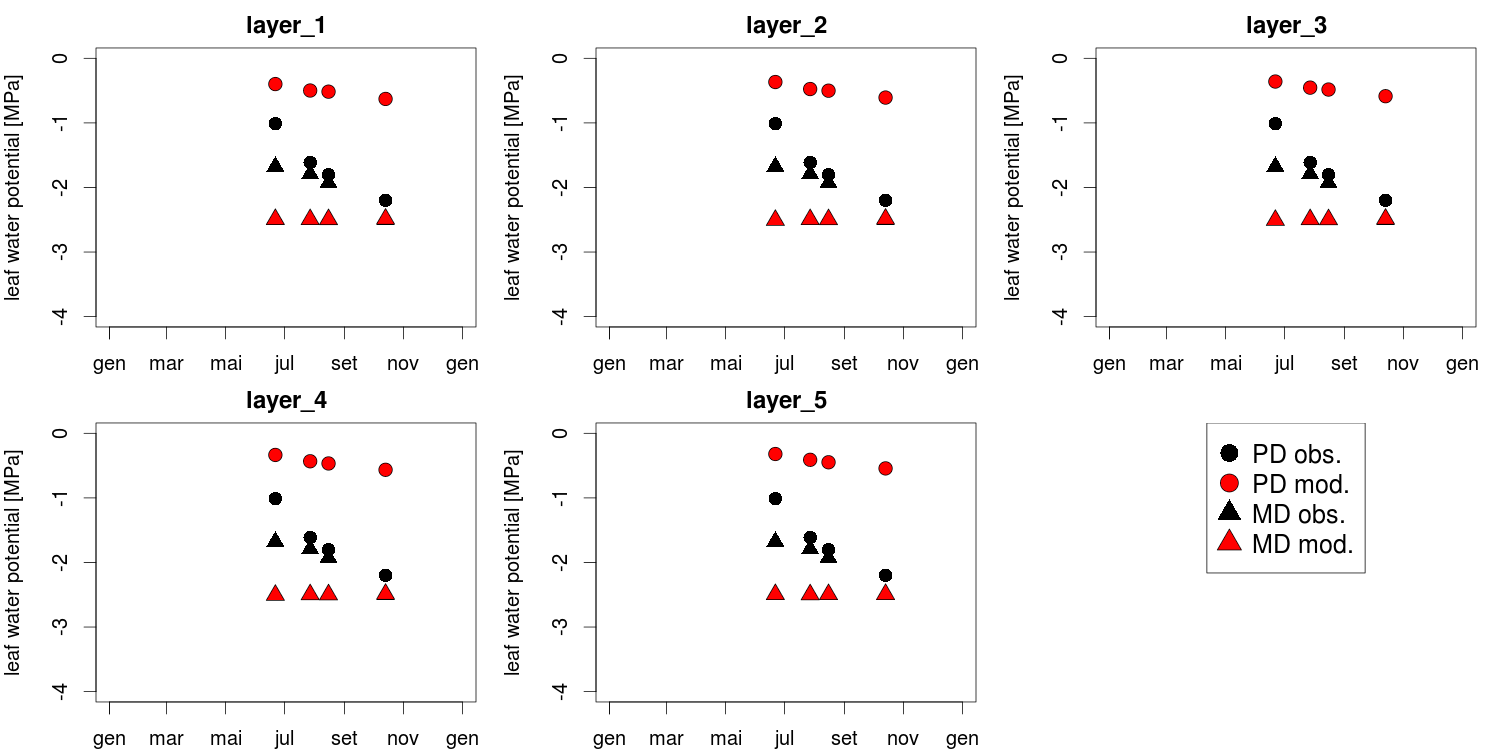 layer_1
leaf water potential [MPa]
0
-1
-2
-3
-4
gen mar mai jul set nov gen
layer_2
leaf water potential [MPa]
0
-1
-2
-3
-4
gen mar mai jul set nov gen
layer_3
leaf water potential [MPa]
0
-1
-2
-3
-4
gen mar mai jul set nov gen
layer_4
leaf water potential [MPa]
0
-1
-2
-3
-4
gen mar mai jul set nov gen
layer_5
leaf water potential [MPa]
0
-1
-2
-3
-4
gen mar mai jul set nov gen
PD obs.
PD mod.
MD obs.
MD mod.